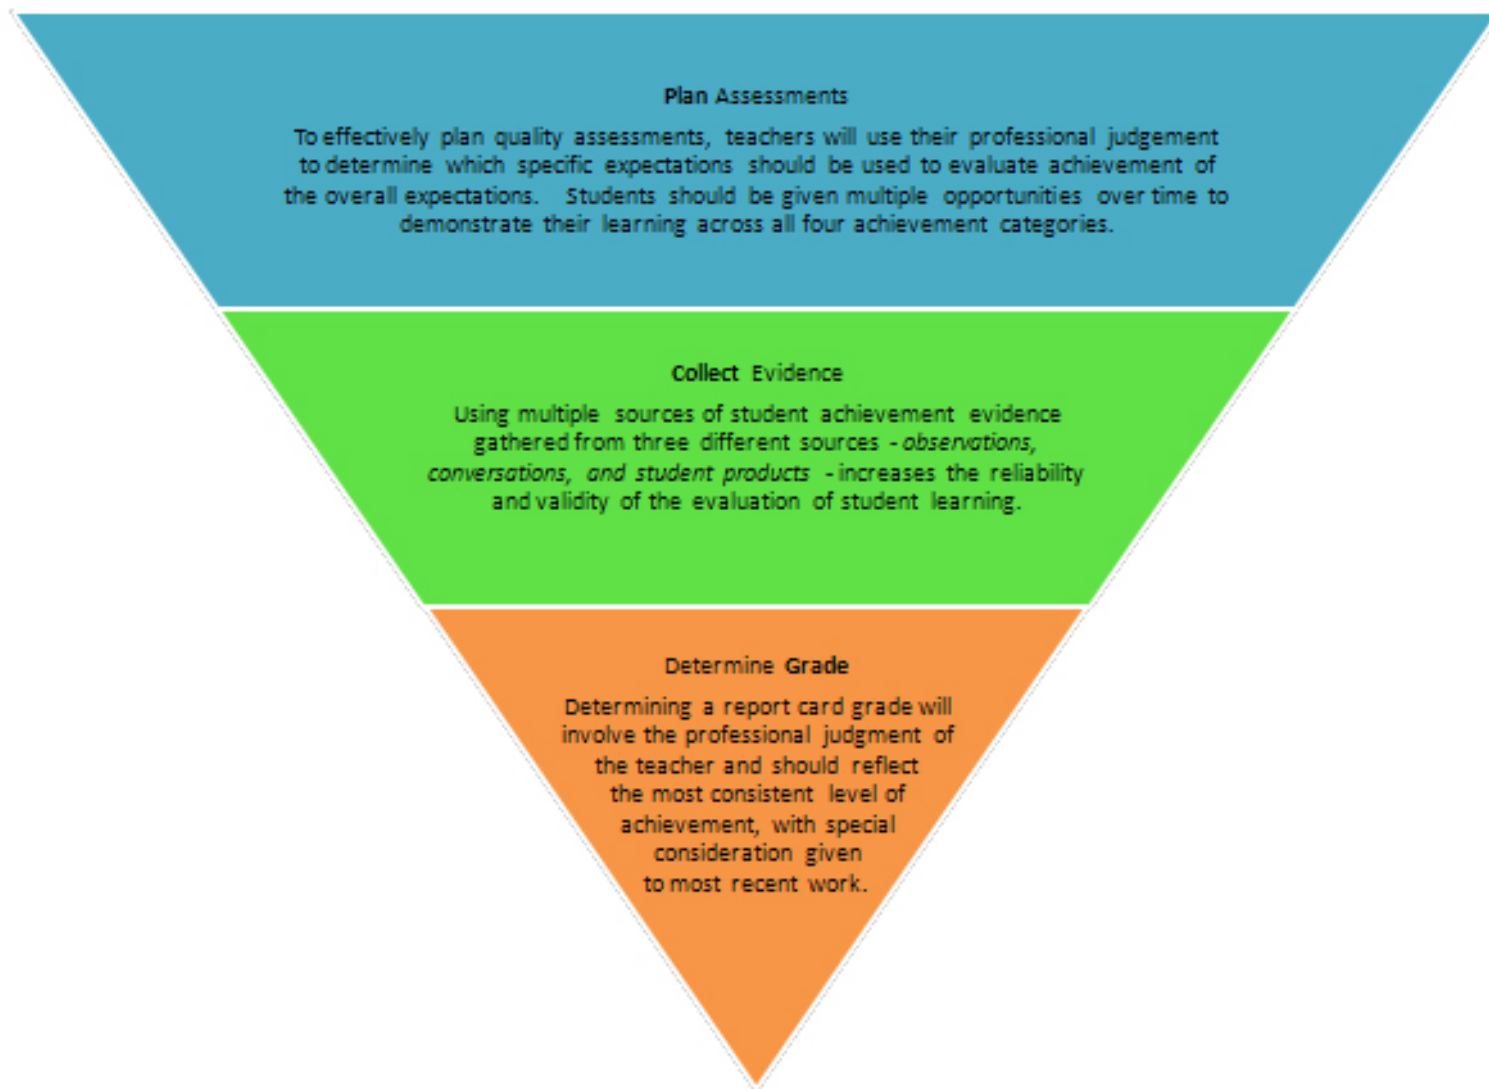 Plan Assessments
To effectively plan quality assessments, teachers will use their professional judgement
to determine which specific expectations should be used to evaluate achievement of
the overall expectations. Students should be given multiple opportunities over time to
demonstrate their learning across all four achievement categories.
Collect Evidence
Using multiple sources of student achievement evidence
gathered from three different sources - observations,
conversations, and student products - increases the reliability
and validity of the evaluation of student learning.
Determine Grade
Determining a report card grade will
involve the professional judgment of
the teacher and should reflect
the most consistent level of
achievement, with special
consideration given
to most recent work.